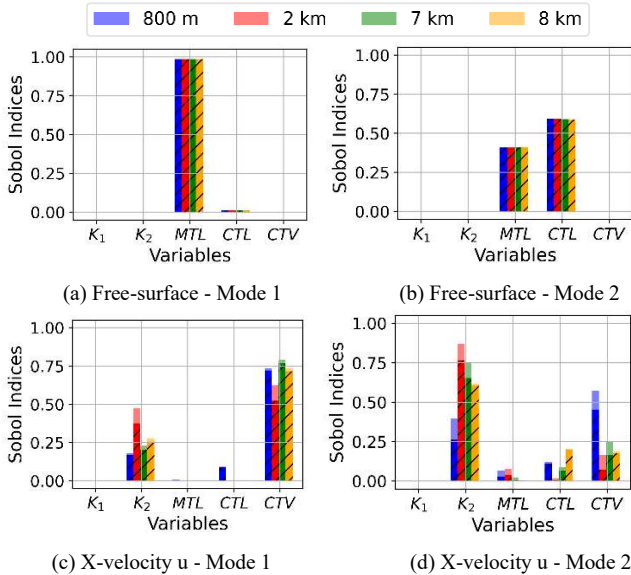 800 m 2 km 7 km 8 km
1.00
0.75
0.50
0.25
0.00
Sobol Indices
K₁ K₂ MTL CTL CTV
Variables
(a) Free-surface - Mode 1
1.00
0.75
0.50
0.25
0.00
Sobol Indices
K₁ K₂ MTL CTL CTV
Variables
(b) Free-surface - Mode 2
1.00
0.75
0.50
0.25
0.00
Sobol Indices
K₁ K₂ MTL CTL CTV
Variables
(c) X-velocity u - Mode 1
1.00
0.75
0.50
0.25
0.00
Sobol Indices
K₁ K₂ MTL CTL CTV
Variables
(d) X-velocity u - Mode 2